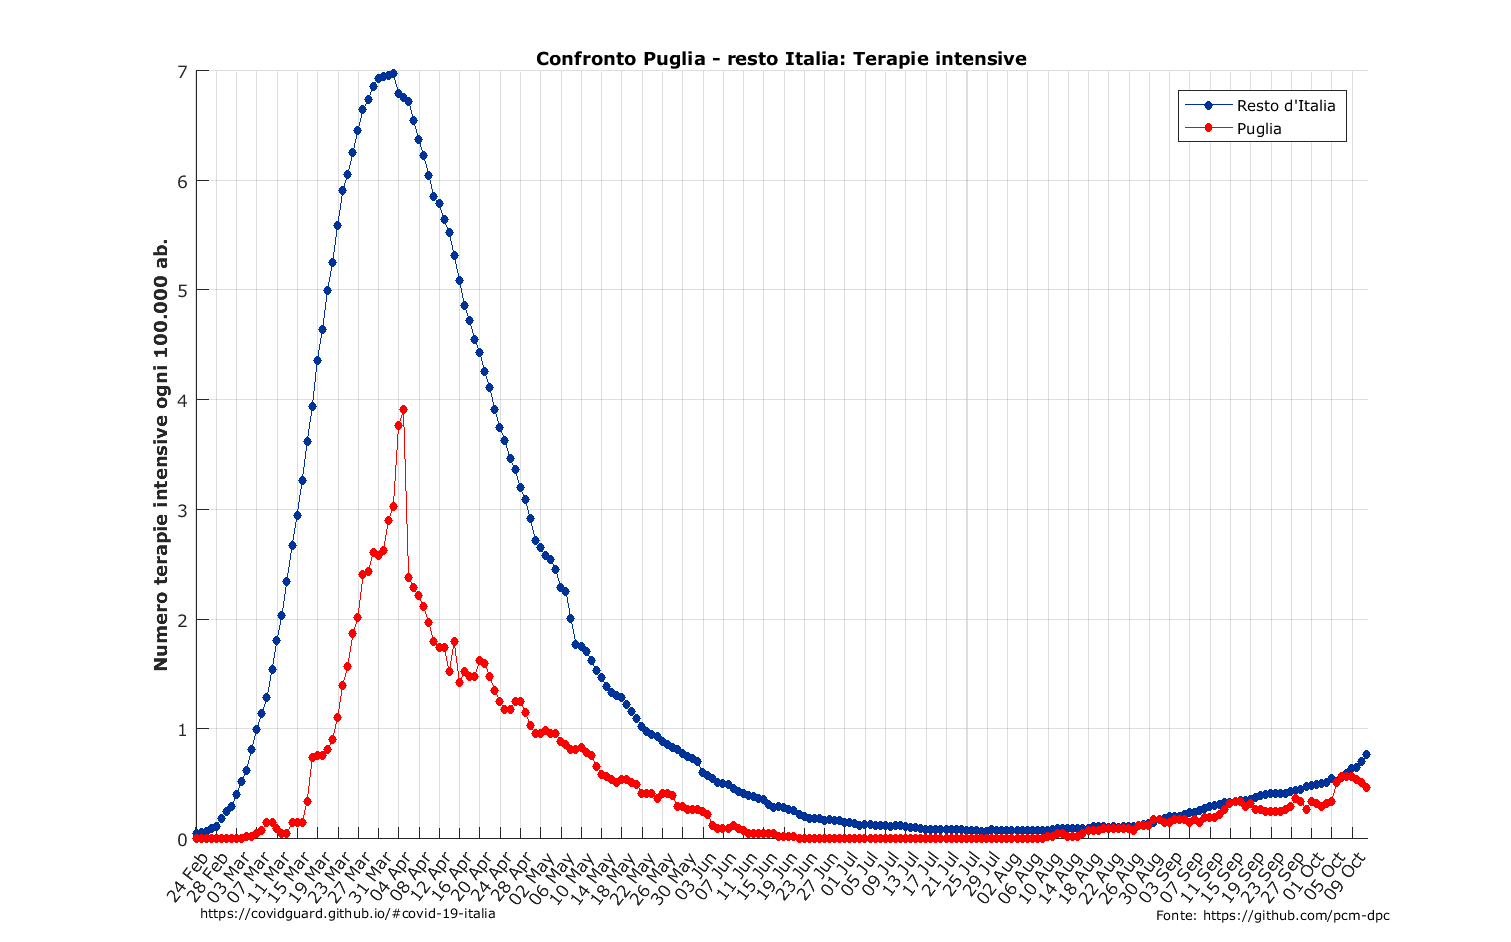 Confronto Puglia - resto Italia: Terapie intensive
Resto d'Italia
Puglia
Numero terapie intensive ogni 100.000 ab.
7
6
5
4
3
2
1
0
24 Feb
28 Feb
03 Mar
07 Mar
11 Mar
15 Mar
19 Mar
23 Mar
27 Mar
31 Mar
04 Apr
08 Apr
12 Apr
16 Apr
20 Apr
24 Apr
28 Apr
02 May
06 May
10 May
14 May
18 May
22 May
26 May
30 May
03 Jun
07 Jun
11 Jun
15 Jun
19 Jun
23 Jun
27 Jun
01 Jul
05 Jul
09 Jul
13 Jul
17 Jul
21 Jul
25 Jul
29 Jul
02 Aug
06 Aug
10 Aug
14 Aug
18 Aug
22 Aug
26 Aug
30 Aug
03 Sep
07 Sep
11 Sep
15 Sep
19 Sep
23 Sep
27 Sep
01 Oct
05 Oct
09 Oct
https://covidguard.github.io/#covid-19-italia
Fonte: https://github.com/pcm-dpc